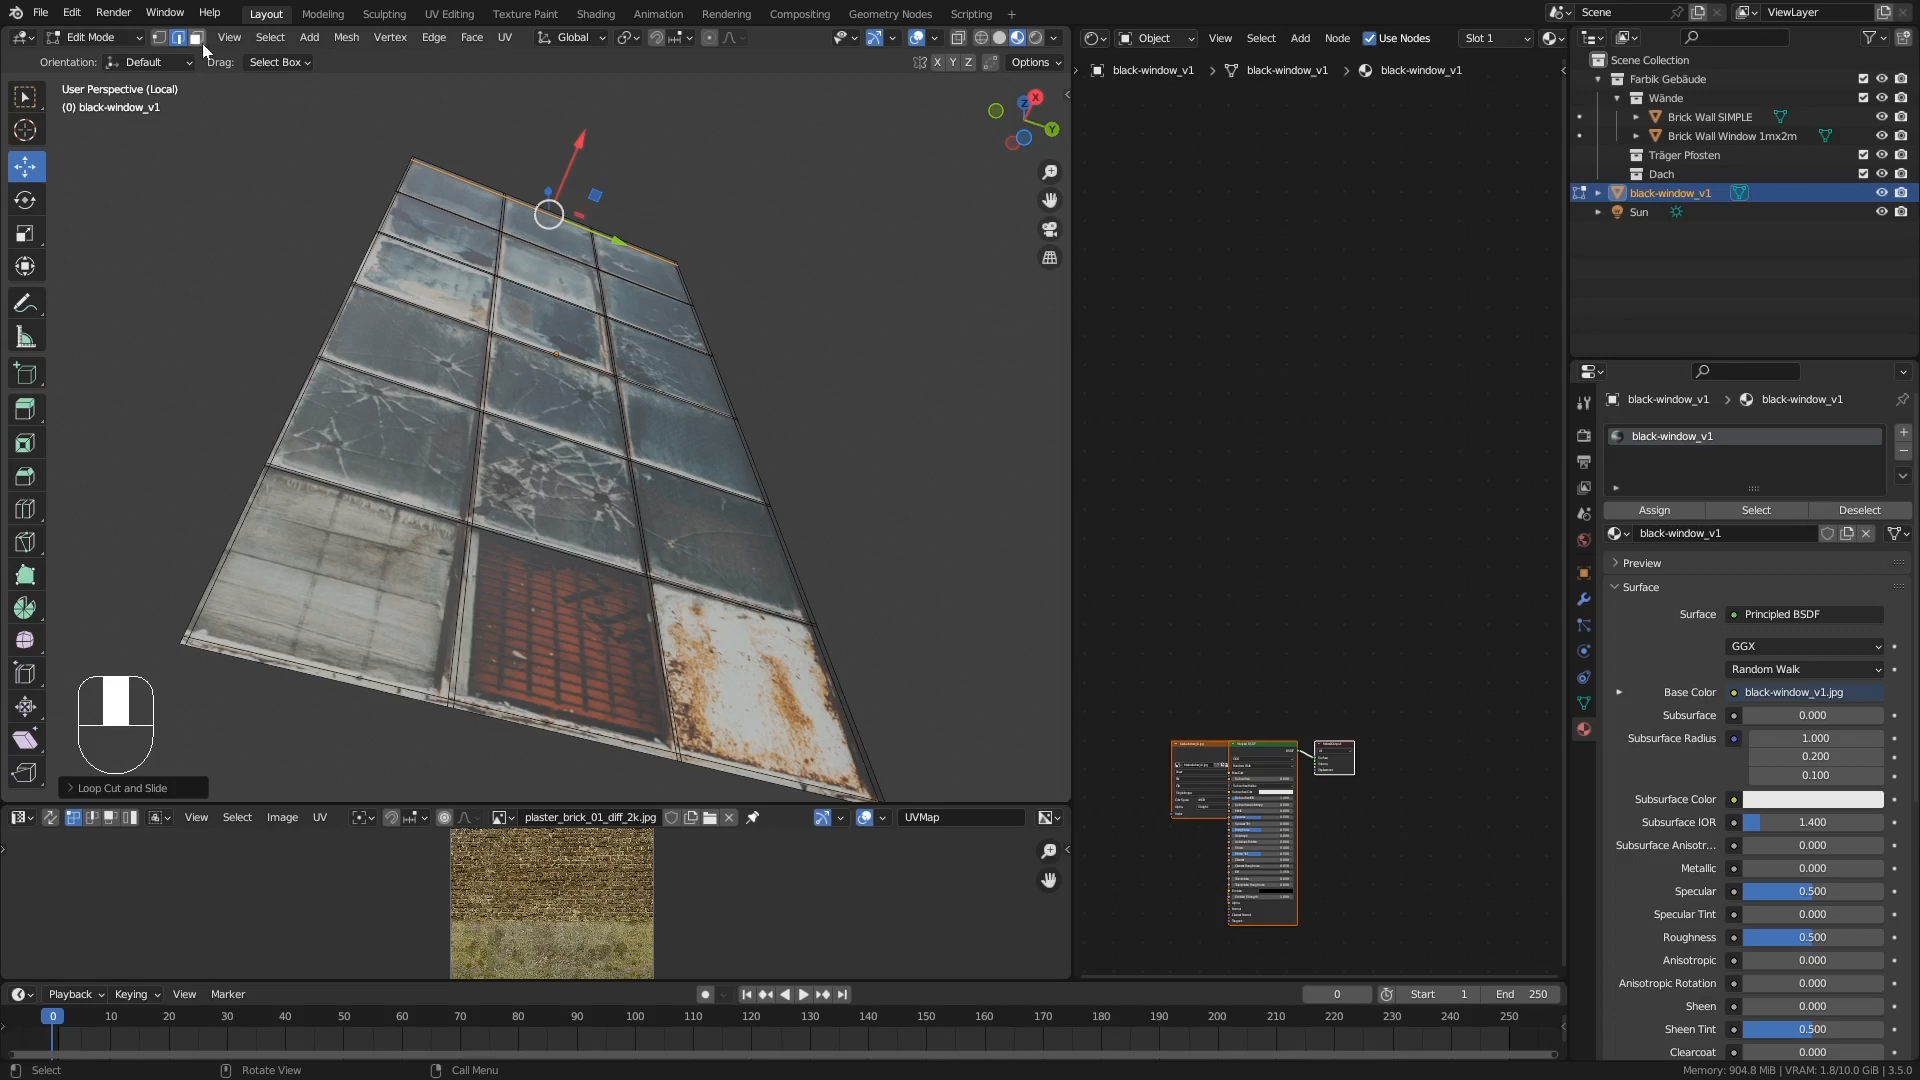 File Edit Render Window Help Layout Modeling Sculpting UV Editing Texture Paint Shading Animation Rendering Compositing Geometry Nodes Scripting + Scene ViewLayer
Edit Mode View Select Add Mesh Vertex Edge Face UV Global
Object View Select Add Node Use Nodes Slot 1
Orientation: Default Drag: Select Box X Y Z Options
User Perspective (Local)
(0) black-window_v1
X
Y
Z
black-window_v1 > black-window_v1 > black-window_v1
Scene Collection
Farbik Gebäude
Wände
Brick Wall SIMPLE
Brick Wall Window 1mx2m
Träger Pfosten
Dach
black-window_v1
Sun
black-window_v1 > black-window_v1
black-window_v1
Assign Select Deselect
black-window_v1
Preview
Surface
Surface Principled BSDF
GGX
Random Walk
Base Color black-window_v1.jpg
Subsurface 0.000
Subsurface Radius 1.000
0.200
0.100
Subsurface Color
Subsurface IOR 1.400
Subsurface Anisotr... 0.000
Metallic 0.000
Specular 0.500
Specular Tint 0.000
Roughness 0.500
Anisotropic 0.000
Anisotropic Rotation 0.000
Sheen 0.000
Sheen Tint 0.500
Clearcoat 0.000
Loop Cut and Slide
View Select Image UV plaster_brick_01_diff_2k.jpg UVMap
Playback Keying View Marker 0 Start 1 End 250
0 10 20 30 40 50 60 70 80 90 100 110 120 130 140 150 160 170 180 190 200 210 220 230 240 250
Select Rotate View Call Menu Memory: 904.8 MiB | VRAM: 1.8/10.0 GiB | 3.5.0